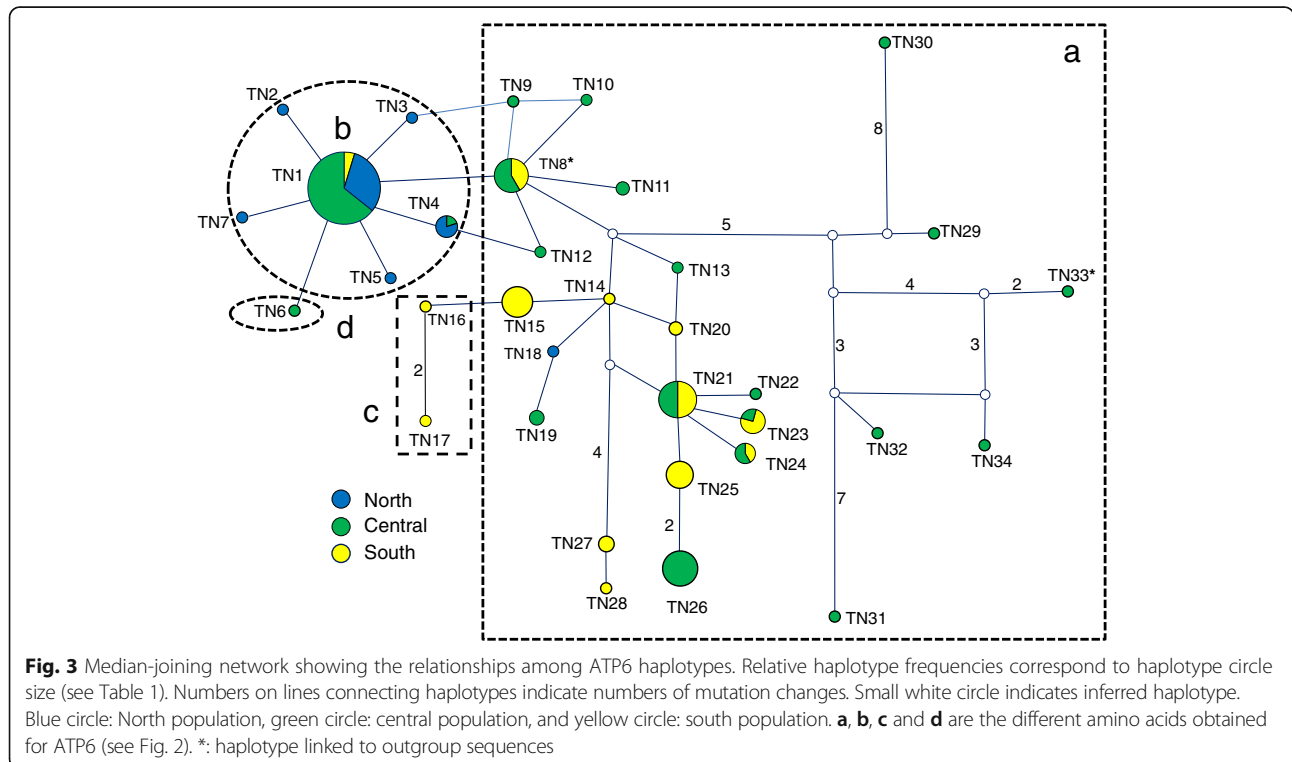 TN30
a
TN9
TN10
TN2
TN3
8
b
TN8*
TN1
TN11
TN4
5
TN7
TN29
TN12
TN13
TN5
4
2
TN33*
TN14
TN6
TN16
TN15
TN20
3
3
d
TN18
2
TN21
TN22
c
TN17
TN19
TN23
TN32
TN34
TN24
4
TN25
7
North
Central
South
2
TN27
TN28
TN26
TN31
Fig. 3 Median-joining network showing the relationships among ATP6 haplotypes. Relative haplotype frequencies correspond to haplotype circle
size (see Table 1). Numbers on lines connecting haplotypes indicate numbers of mutation changes. Small white circle indicates inferred haplotype.
Blue circle: North population, green circle: central population, and yellow circle: south population. a, b, c and d are the different amino acids obtained
for ATP6 (see Fig. 2). *: haplotype linked to outgroup sequences